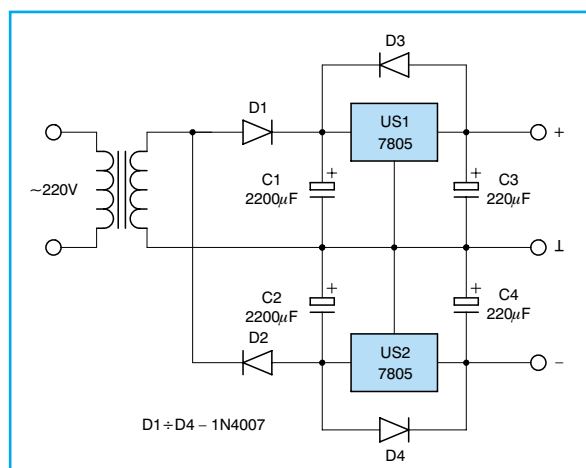 D3
D1
US1
7805
+
~220V
C1
2200µF
+
C3
220µF
+
⊥
C2
2200µF
+
C4
220µF
+
D2
US2
7805
−
D1÷D4 – 1N4007
D4